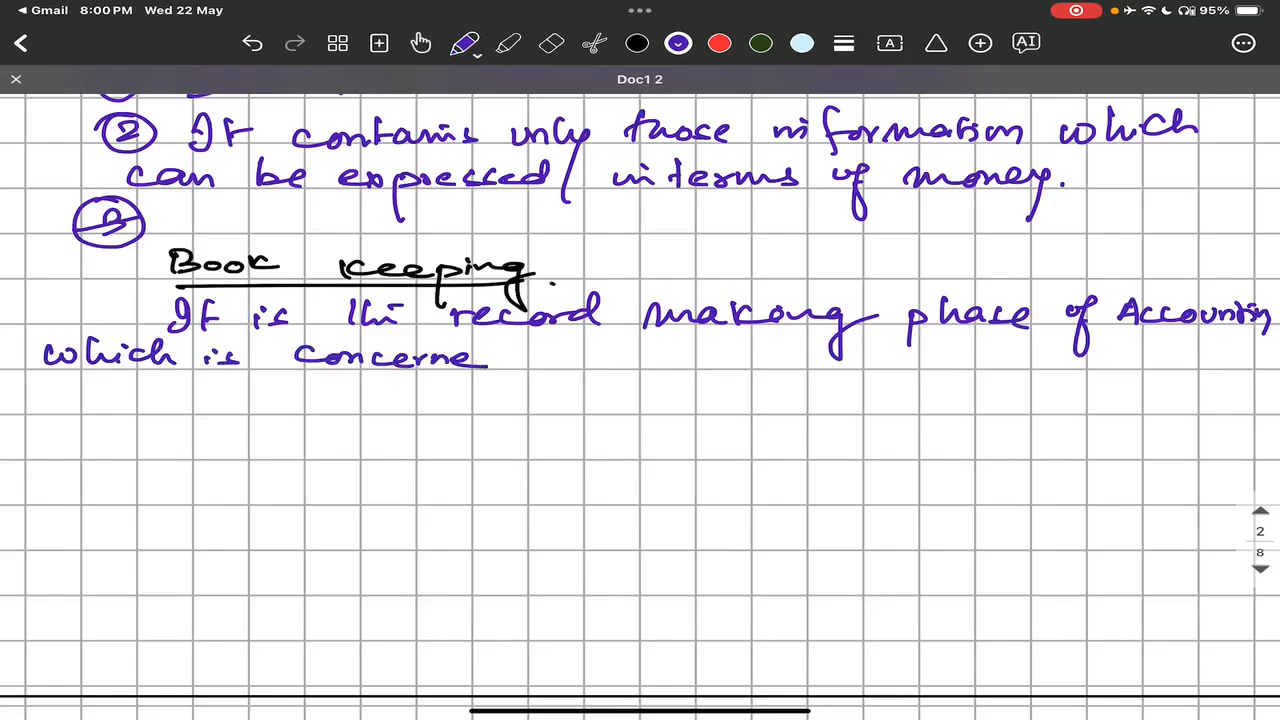 Gmail 8:00 PM Wed 22 May 95%
A AI
Doc1 2
② It contains only those information which
can be expressed/ in terms of money.
Book Keeping.
It is the record making phase of Accounting
which is concerne
2
8